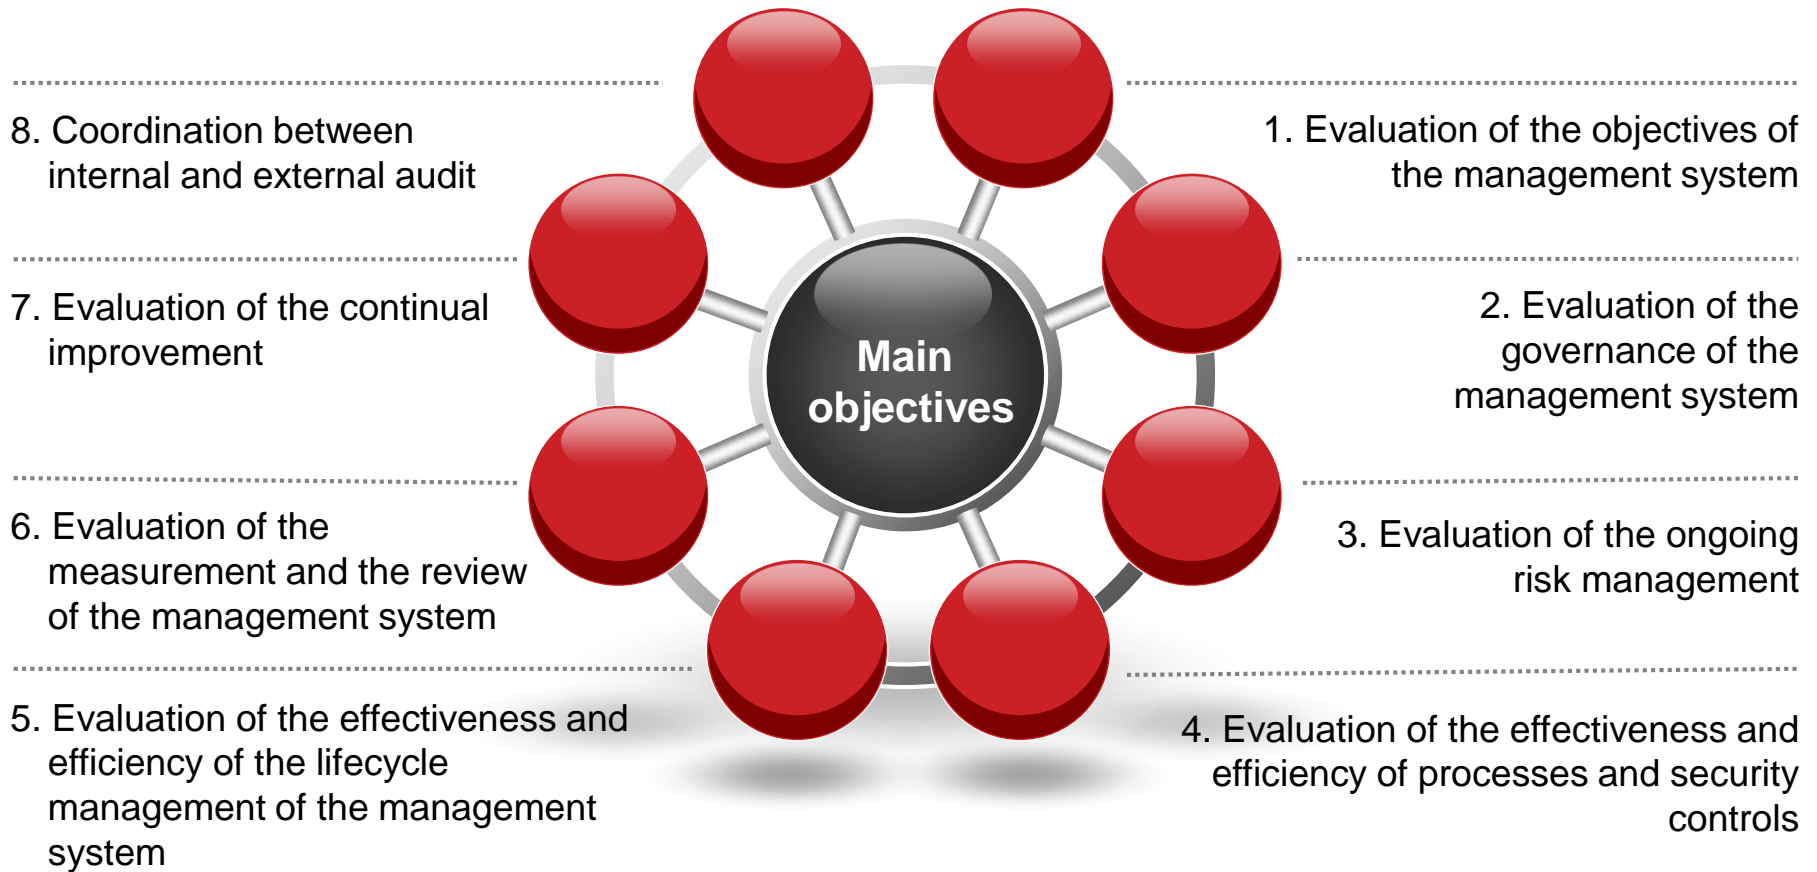 Main
objectives
1. Evaluation of the objectives of
the management system
2. Evaluation of the
governance of the
management system
3. Evaluation of the ongoing
risk management
4. Evaluation of the effectiveness and
efficiency of processes and security
controls
5. Evaluation of the effectiveness and
efficiency of the lifecycle
management of the management
system
6. Evaluation of the
measurement and the review
of the management system
7. Evaluation of the continual
improvement
8. Coordination between
internal and external audit